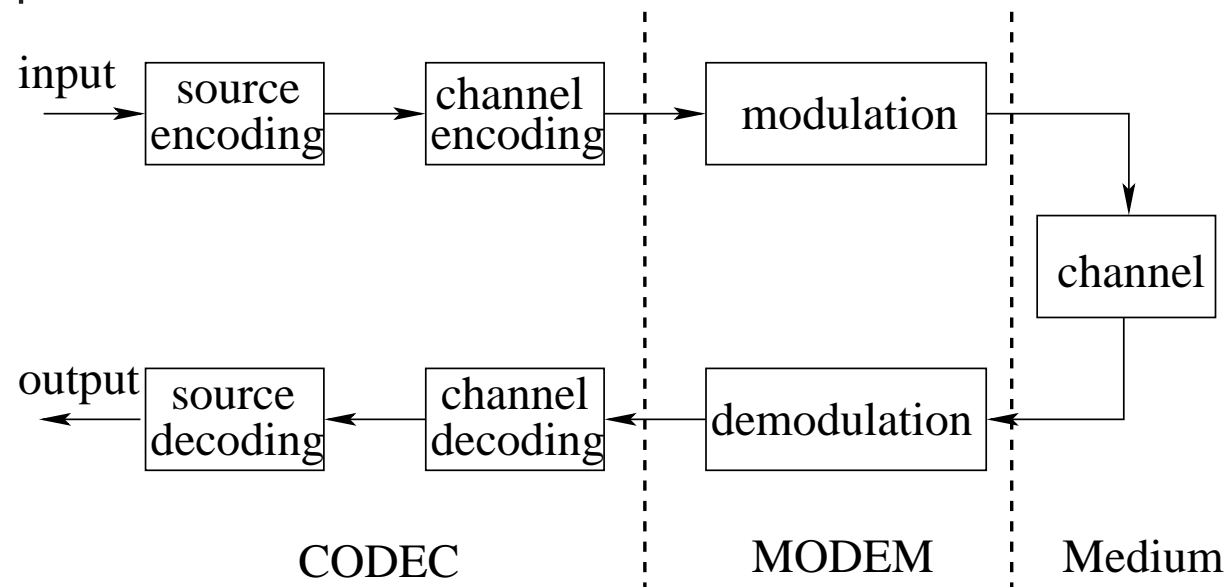 input
source
encoding
channel
encoding
modulation
channel
output
source
decoding
channel
decoding
demodulation
CODEC
MODEM
Medium